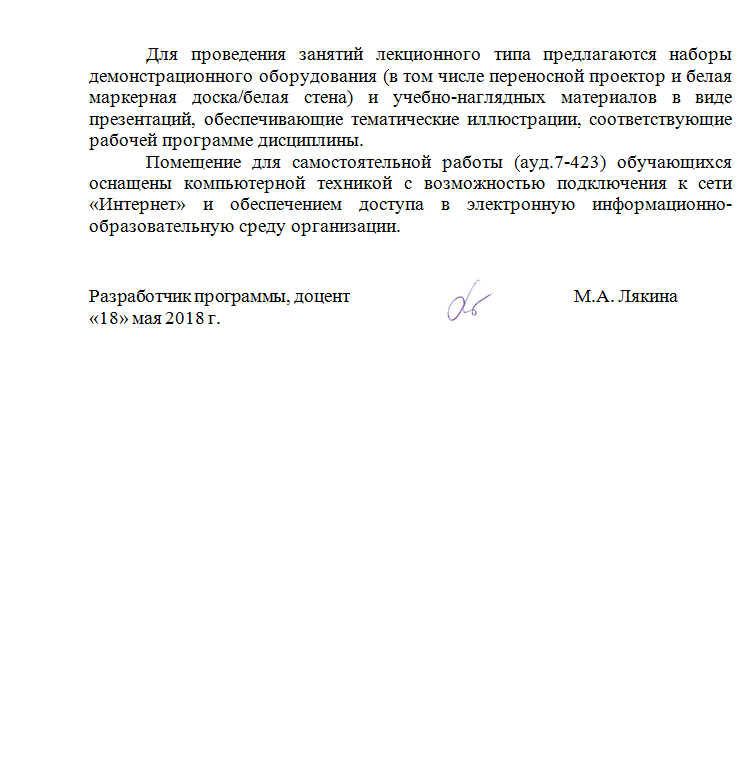 Для проведения занятий лекционного типа предлагаются наборы
демонстрационного оборудования (в том числе переносной проектор и белая
маркерная доска/белая стена) и учебно-наглядных материалов в виде
презентаций, обеспечивающие тематические иллюстрации, соответствующие
рабочей программе дисциплины.
Помещение для самостоятельной работы (ауд.7-423) обучающихся
оснащены компьютерной техникой с возможностью подключения к сети
«Интернет» и обеспечением доступа в электронную информационно-
образовательную среду организации.
Разработчик программы, доцент М.А. Лякина
«18» мая 2018 г.